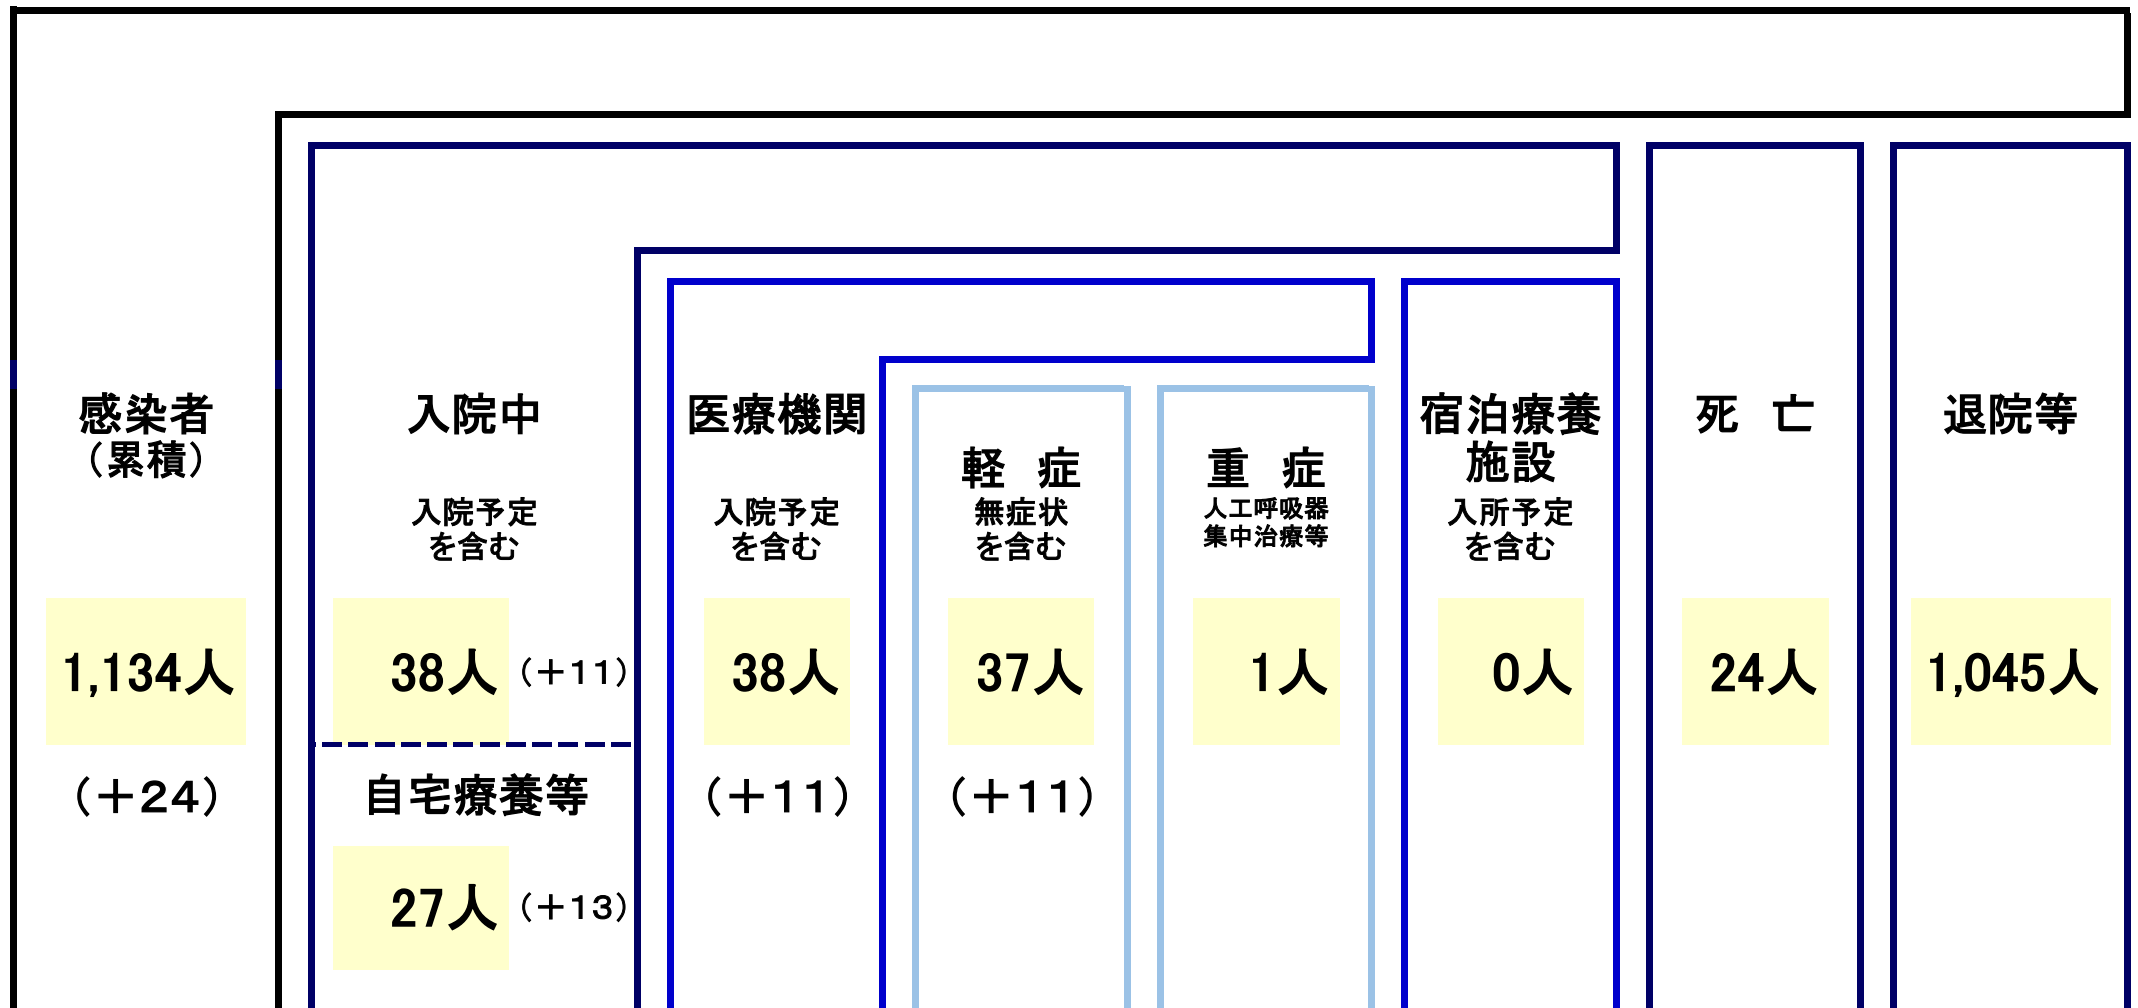 感染者
（累積）
1,134人
（＋24）
入院中
入院予定
を含む
38人（＋11）
自宅療養等
27人（＋13）
医療機関
入院予定
を含む
38人
（＋11）
軽　症
無症状
を含む
37人
（＋11）
重　症
人工呼吸器
集中治療等
1人
宿泊療養
施設
入所予定
を含む
0人
死　亡
24人
退院等
1,045人